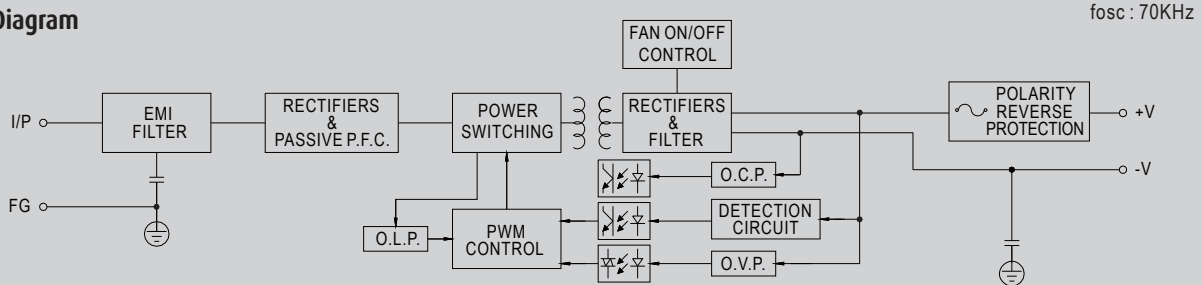 Diagram
fosc : 70KHz
FAN ON/OFF
CONTROL
I/P
EMI
FILTER
RECTIFIERS
&
PASSIVE P.F.C.
POWER
SWITCHING
RECTIFIERS
&
FILTER
POLARITY
REVERSE
PROTECTION
+V
-V
O.C.P.
FG
O.L.P.
PWM
CONTROL
DETECTION
CIRCUIT
O.V.P.